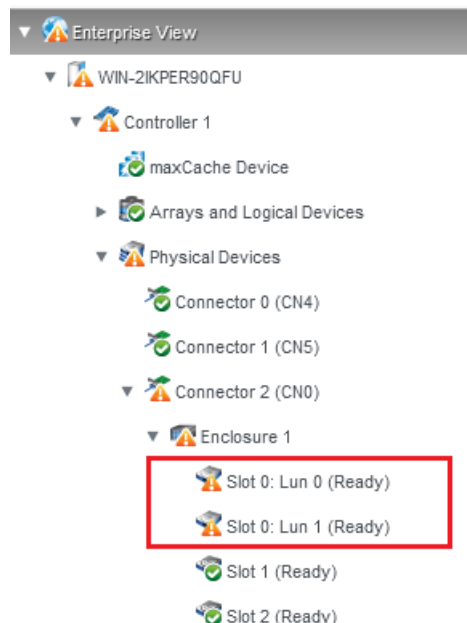 Enterprise View
WIN-2IKPER90QFU
Controller 1
maxCache Device
Arrays and Logical Devices
Physical Devices
Connector 0 (CN4)
Connector 1 (CN5)
Connector 2 (CN0)
Enclosure 1
Slot 0: Lun 0 (Ready)
Slot 0: Lun 1 (Ready)
Slot 1 (Ready)
Slot 2 (Ready)